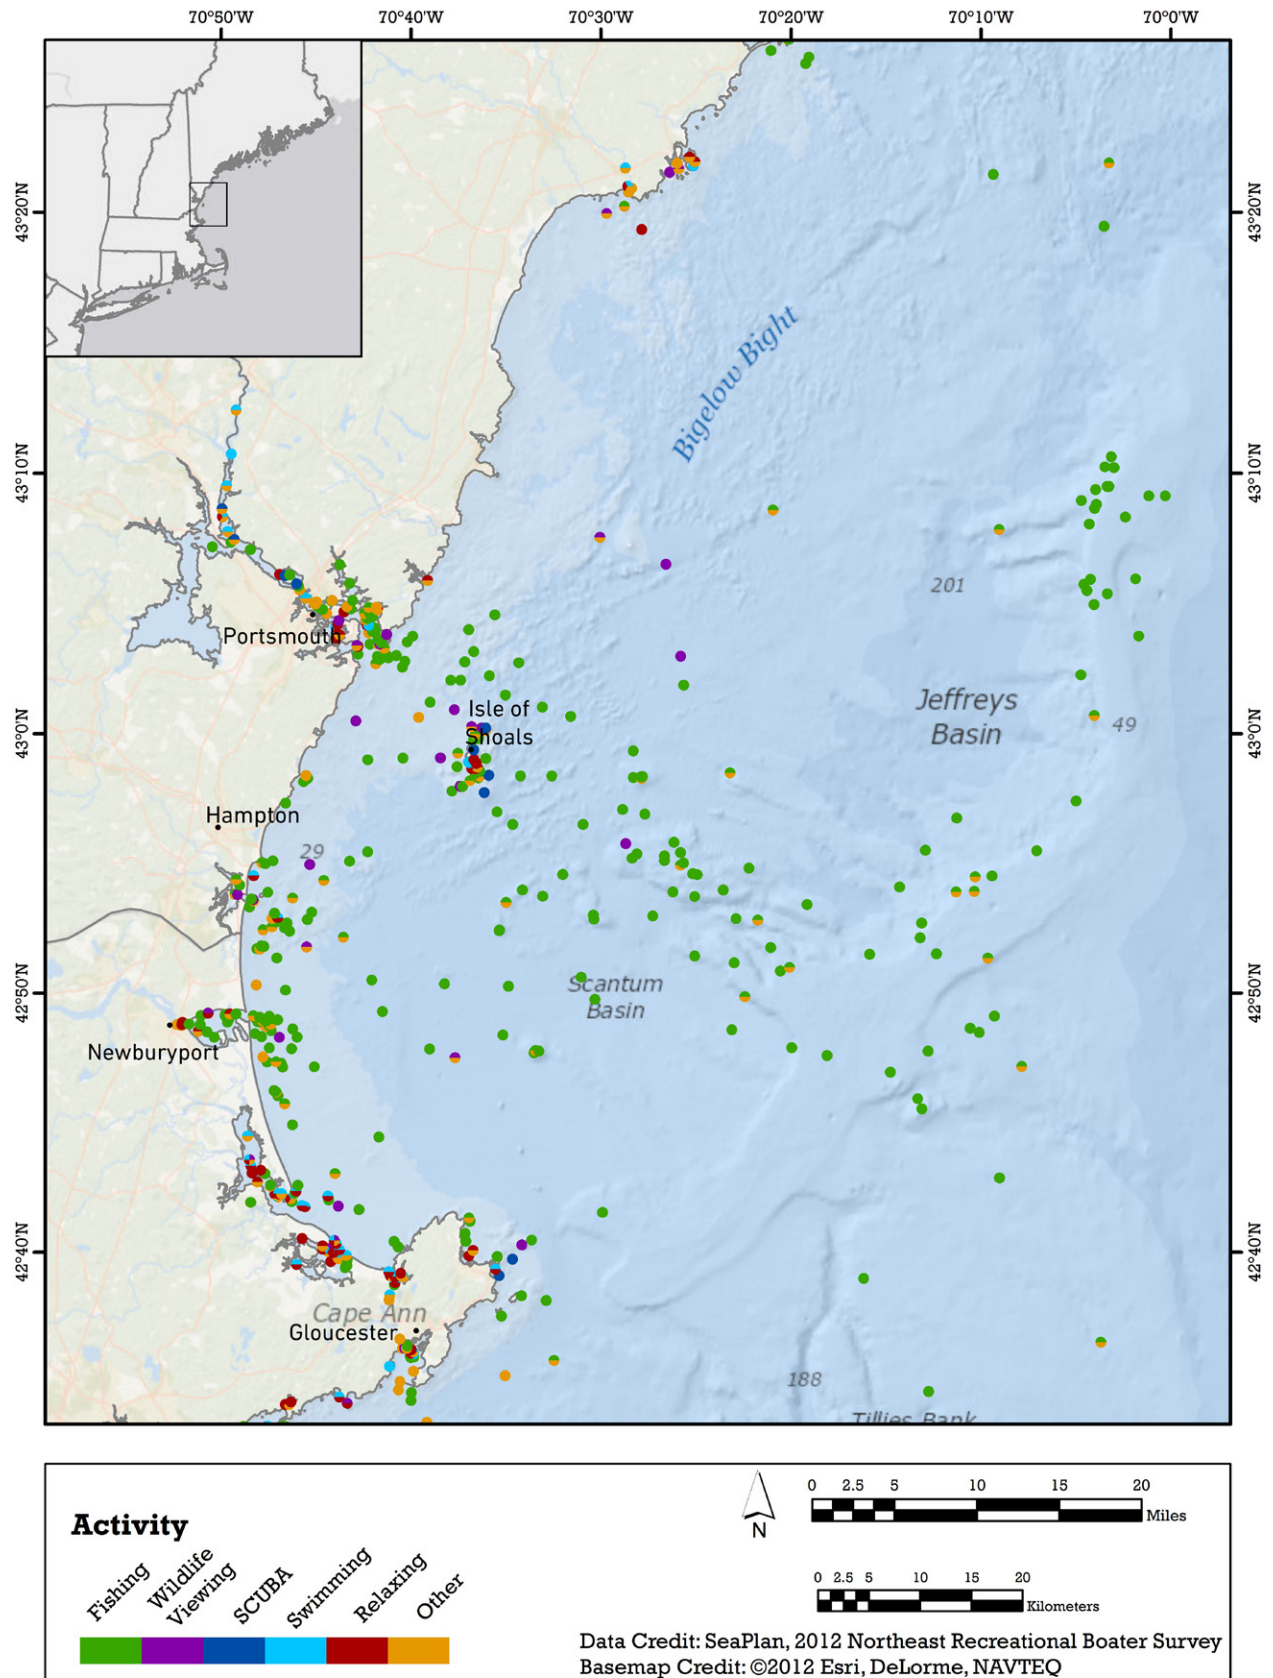 70°50'W 70°40'W 70°30'W 70°20'W 70°10'W 70°0'W
43°20'N 43°20'N
Bigelow Bight
43°10'N 43°10'N
201
Portsmouth
Jeffreys
Basin
Isle of
Shoals
49
43°0'N 43°0'N
Hampton
29
42°50'N 42°50'N
Scantum
Basin
Newburyport
42°40'N 42°40'N
Cape Ann
Gloucester
188
Tillies Bank
Activity
Fishing
Wildlife
Viewing
SCUBA
Swimming
Relaxing
Other
N
0 2.5 5 10 15 20
Miles
0 2.5 5 10 15 20
Kilometers
Data Credit: SeaPlan, 2012 Northeast Recreational Boater Survey
Basemap Credit: ©2012 Esri, DeLorme, NAVTEQ